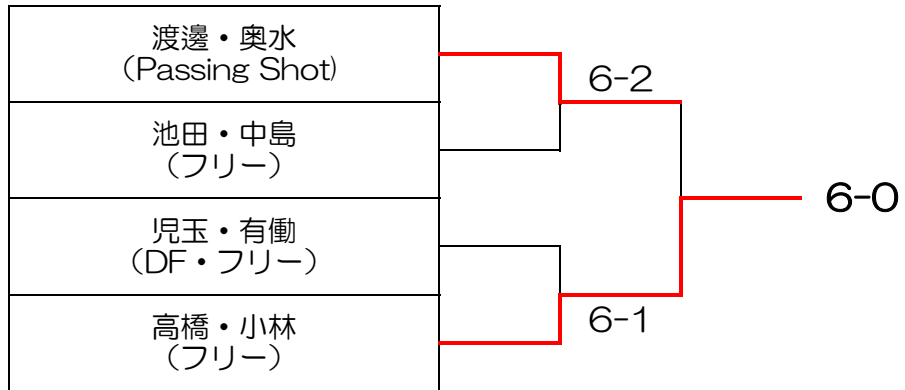 渡邊・奥水
（Passing Shot)
6-2
池田・中島
（フリー）
6-0
児玉・有働
（DF・フリー）
6-1
高橋・小林
（フリー）